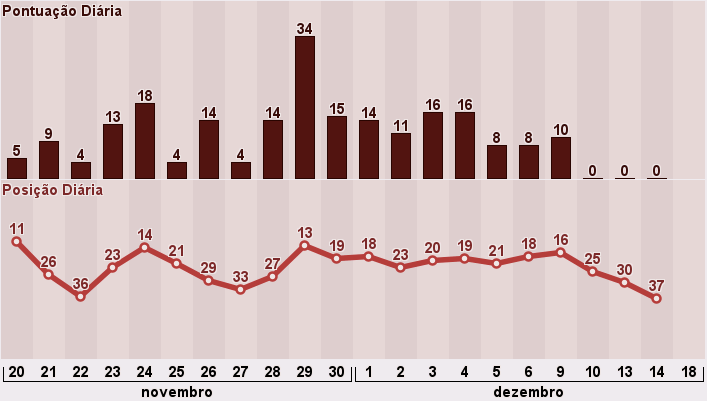 Pontuação Diária
5 9 4 13 18 4 14 4 14 34 15 14 11 16 16 8 8 10 0 0 0
Posição Diária
11 26 36 23 14 21 29 33 27 13 19 18 23 20 19 21 18 16 25 30 37
20 21 22 23 24 25 26 27 28 29 30 1 2 3 4 5 6 9 10 13 14 18
novembro dezembro